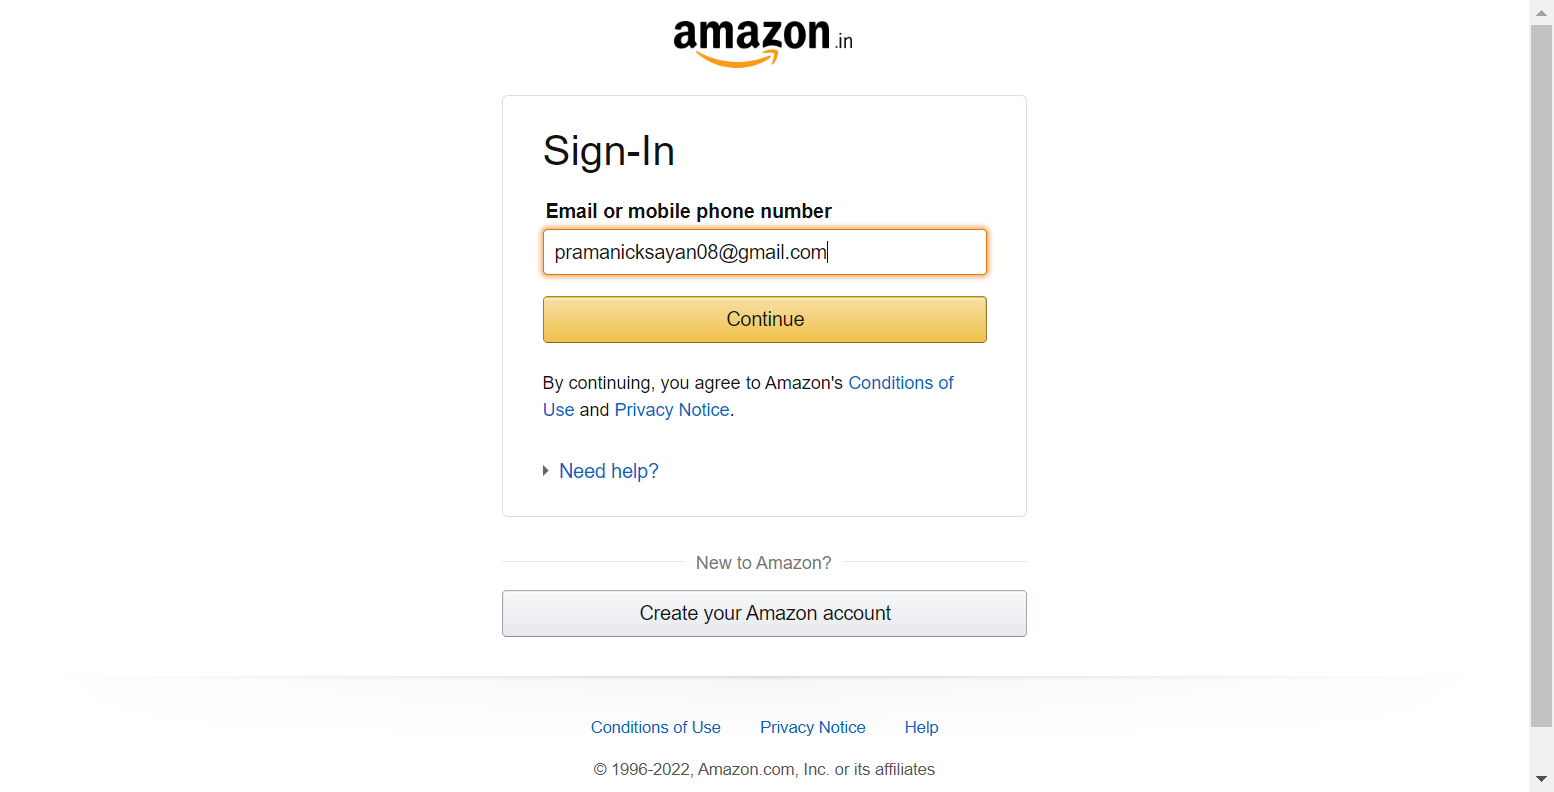 amazon.in
Sign-In
Email or mobile phone number
pramanicksayan08@gmail.com
Continue
By continuing, you agree to Amazon's Conditions of
Use and Privacy Notice.
Need help?
New to Amazon?
Create your Amazon account
Conditions of Use Privacy Notice Help
© 1996-2022, Amazon.com, Inc. or its affiliates